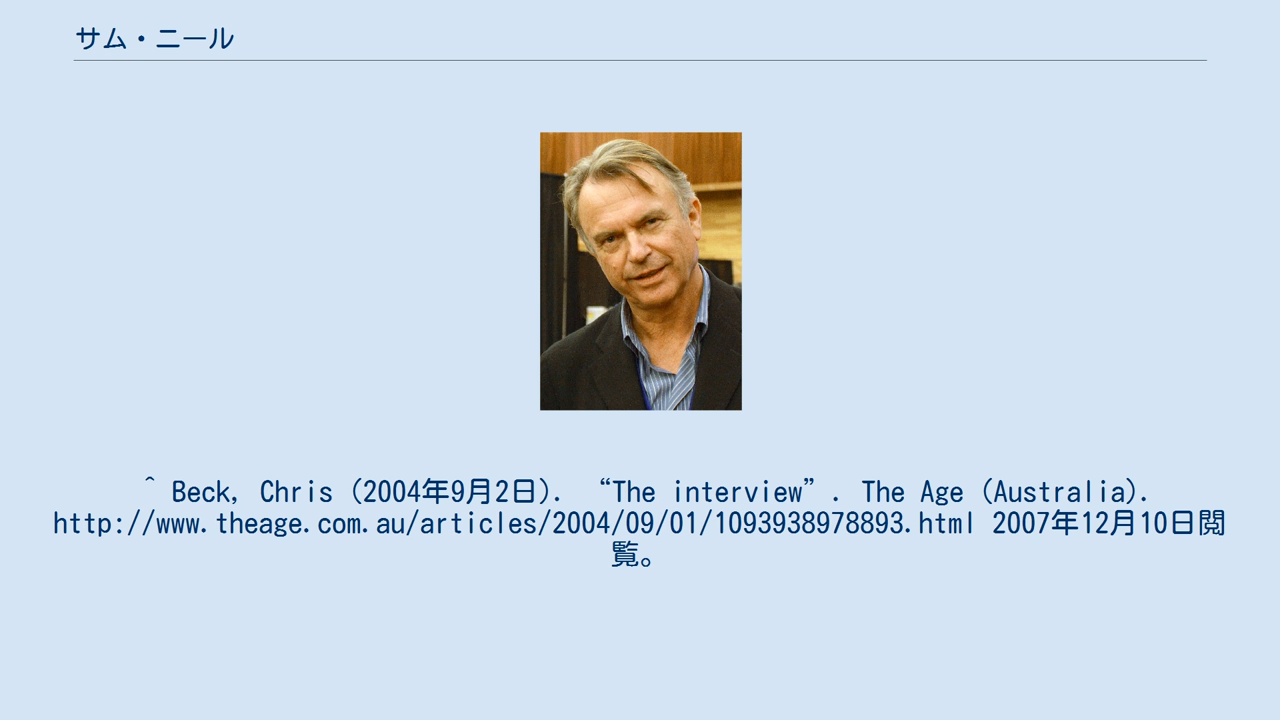 サム・ニール
^ Beck, Chris (2004年9月2日). “The interview”. The Age (Australia).
http://www.theage.com.au/articles/2004/09/01/1093938978893.html 2007年12月10日閲
覧。